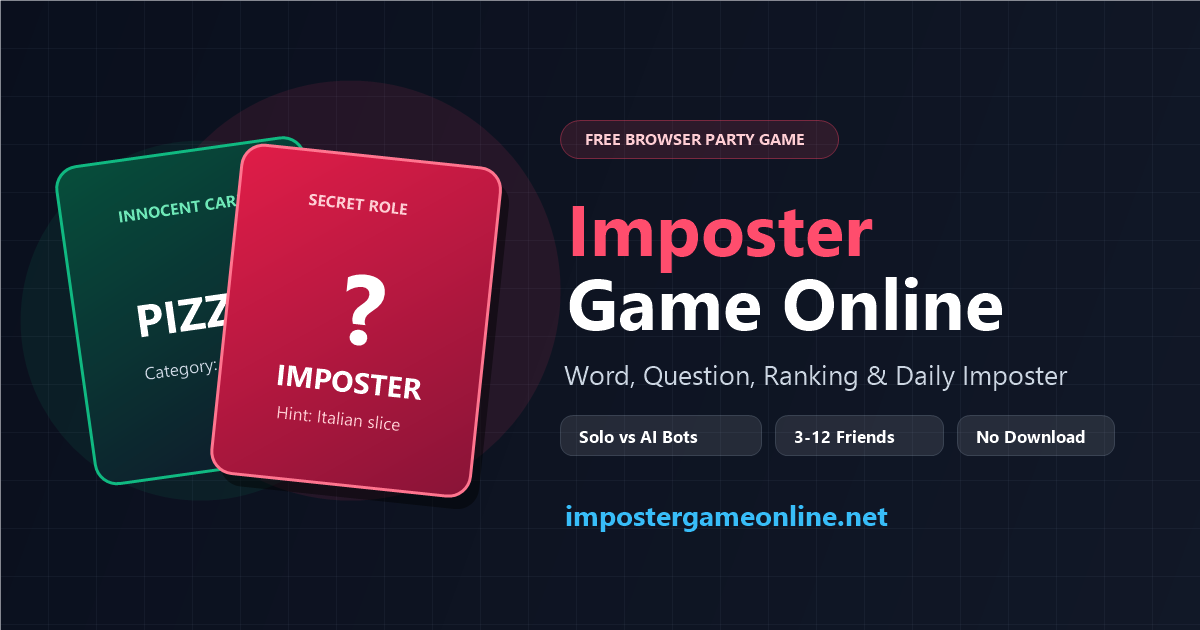 INNOCENT CAR
PIZZ
Category:
SECRET ROLE
?
IMPOSTER
Hint: Italian slice
FREE BROWSER PARTY GAME
Imposter
Game Online
Word, Question, Ranking & Daily Imposter
Solo vs AI Bots
3-12 Friends
No Download
impostergameonline.net